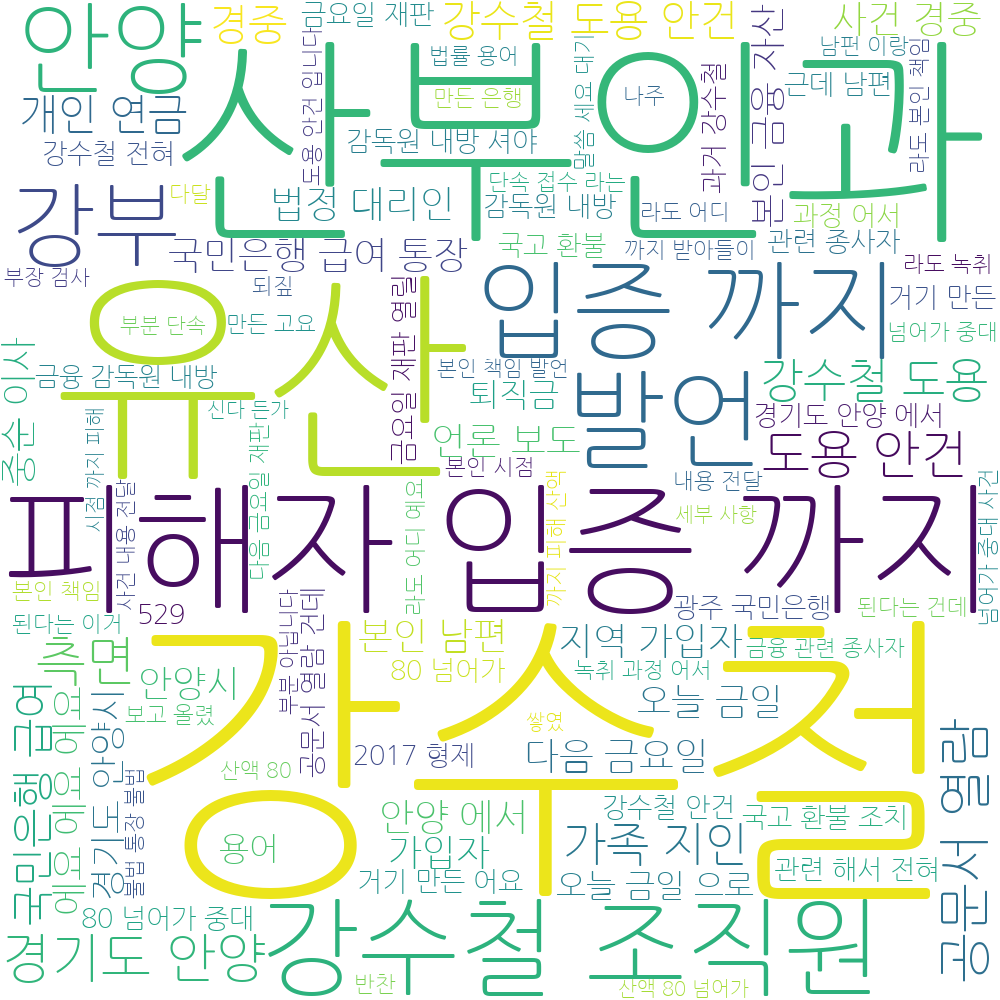 금요일 재판
강수철 도용 안건
사건 경중
안양
경중
산부인과
법률 용어
남편 이랑
근데 남편
만든 은행
나주
개인 연금
도용 안건 입니다
말씀 세요 대기
과거 강수철
본인 금융 자산
라도 본인 책임
강수철 전혀
감독원 내방 셔야
단속 접수 라는
강부
다달
법정 대리인
감독원 내방
라도 어디
과정 어서
국민은행 급여 통장
국고 환불
까지 받아들이
관련 종사자
부장 검사
되짚
입증 까지
라도 녹취
거기 만든
유산
부분 단속
만든 고요
금요일 재판 열릴
넘어가 중대
중순 이사
금융 감독원 내방
본인 책임 발언
발언
강수철 도용
신다 든가
퇴직금
경기도 안양 에서
시점 까지 피해
다음 금요일 재판
언론 보도
도용 안건
본인 시점
내용 전달
피해자 입증 까지
사건 내용 전달
라도 어디 예요
까지 피해 산액
세부 사항
넘어가 중대 사건
본인 책임
529
광주 국민은행
된다는 건데
된다는 이거
본인 남편
지역 가입자
금융 관련 종사자
측면
안양시
80 넘어가
녹취 과정 어서
강수철
부분 아닙니다
공문서 열람 건데
오늘 금일
보고 올렸
쌓였
국민은행 급여
에요 예요
경기도 안양시
통장 불법
불법
2017 형제
다음 금요일
산액 80
공문서 열람
안양 에서
강수철 안건
국고 환불 조치
용어
가입자
가족 지인
관련 해서 전혀
거기 만든 어요
오늘 금일 으로
80 넘어가 중대
경기도 안양
강수철 조직원
반찬
산액 80 넘어가